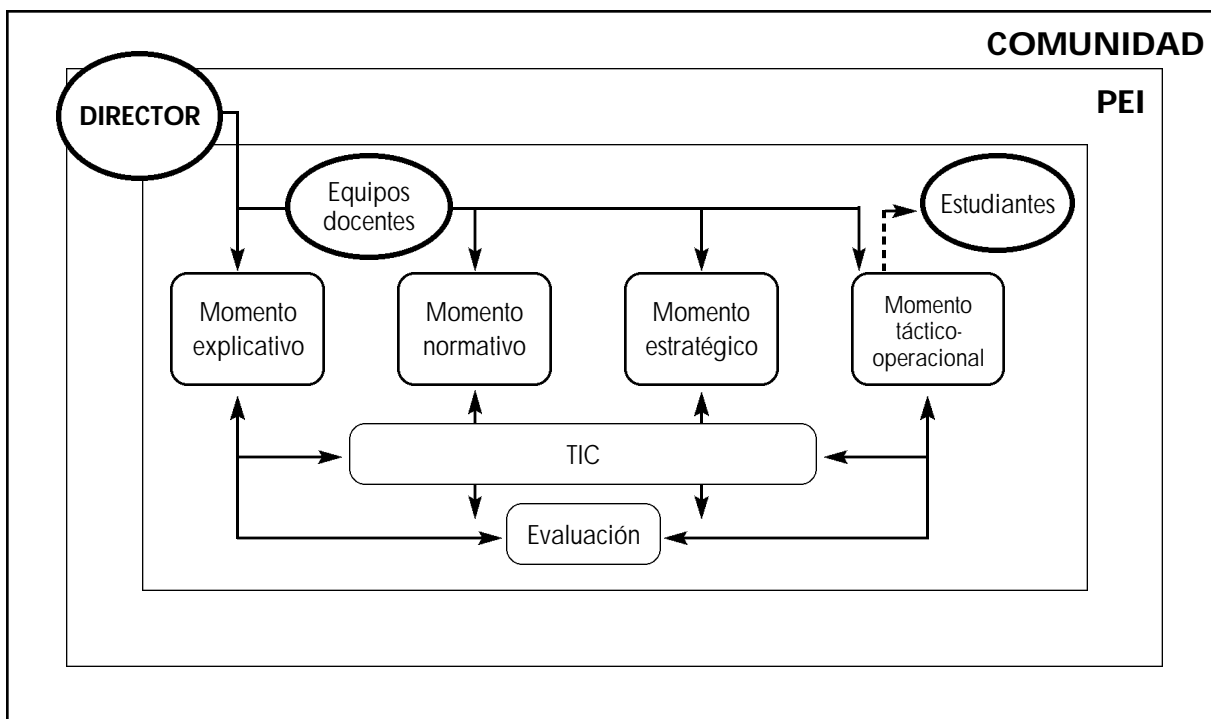 COMUNIDAD
PEI
DIRECTOR
Equipos
docentes
Estudiantes
Momento
explicativo
Momento
normativo
Momento
estratégico
Momento
táctico-
operacional
TIC
Evaluación